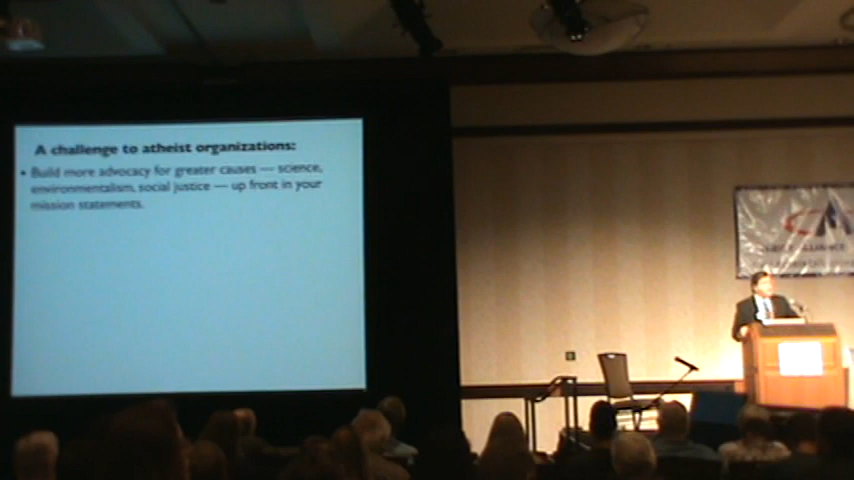 A challenge to atheist organizations:
• Build more advocacy for greater causes — science,
environmentalism, social justice — up front in your
mission statements.
ALLIANCE